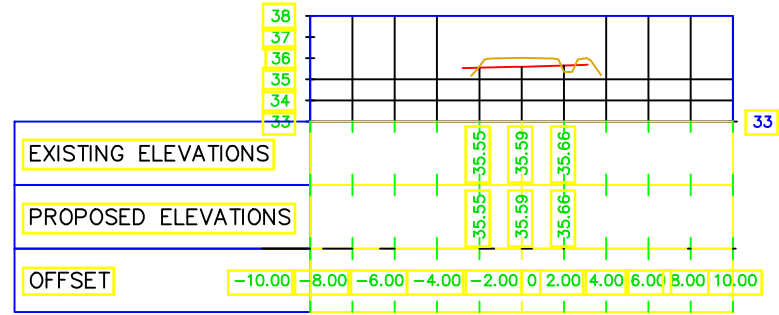 38
37
36
35
34
33 33
EXISTING ELEVATIONS 35.55 35.59 35.66
PROPOSED ELEVATIONS 35.55 35.59 35.66
OFFSET -10.00 -8.00 -6.00 -4.00 -2.00 0 2.00 4.00 6.00 8.00 10.00